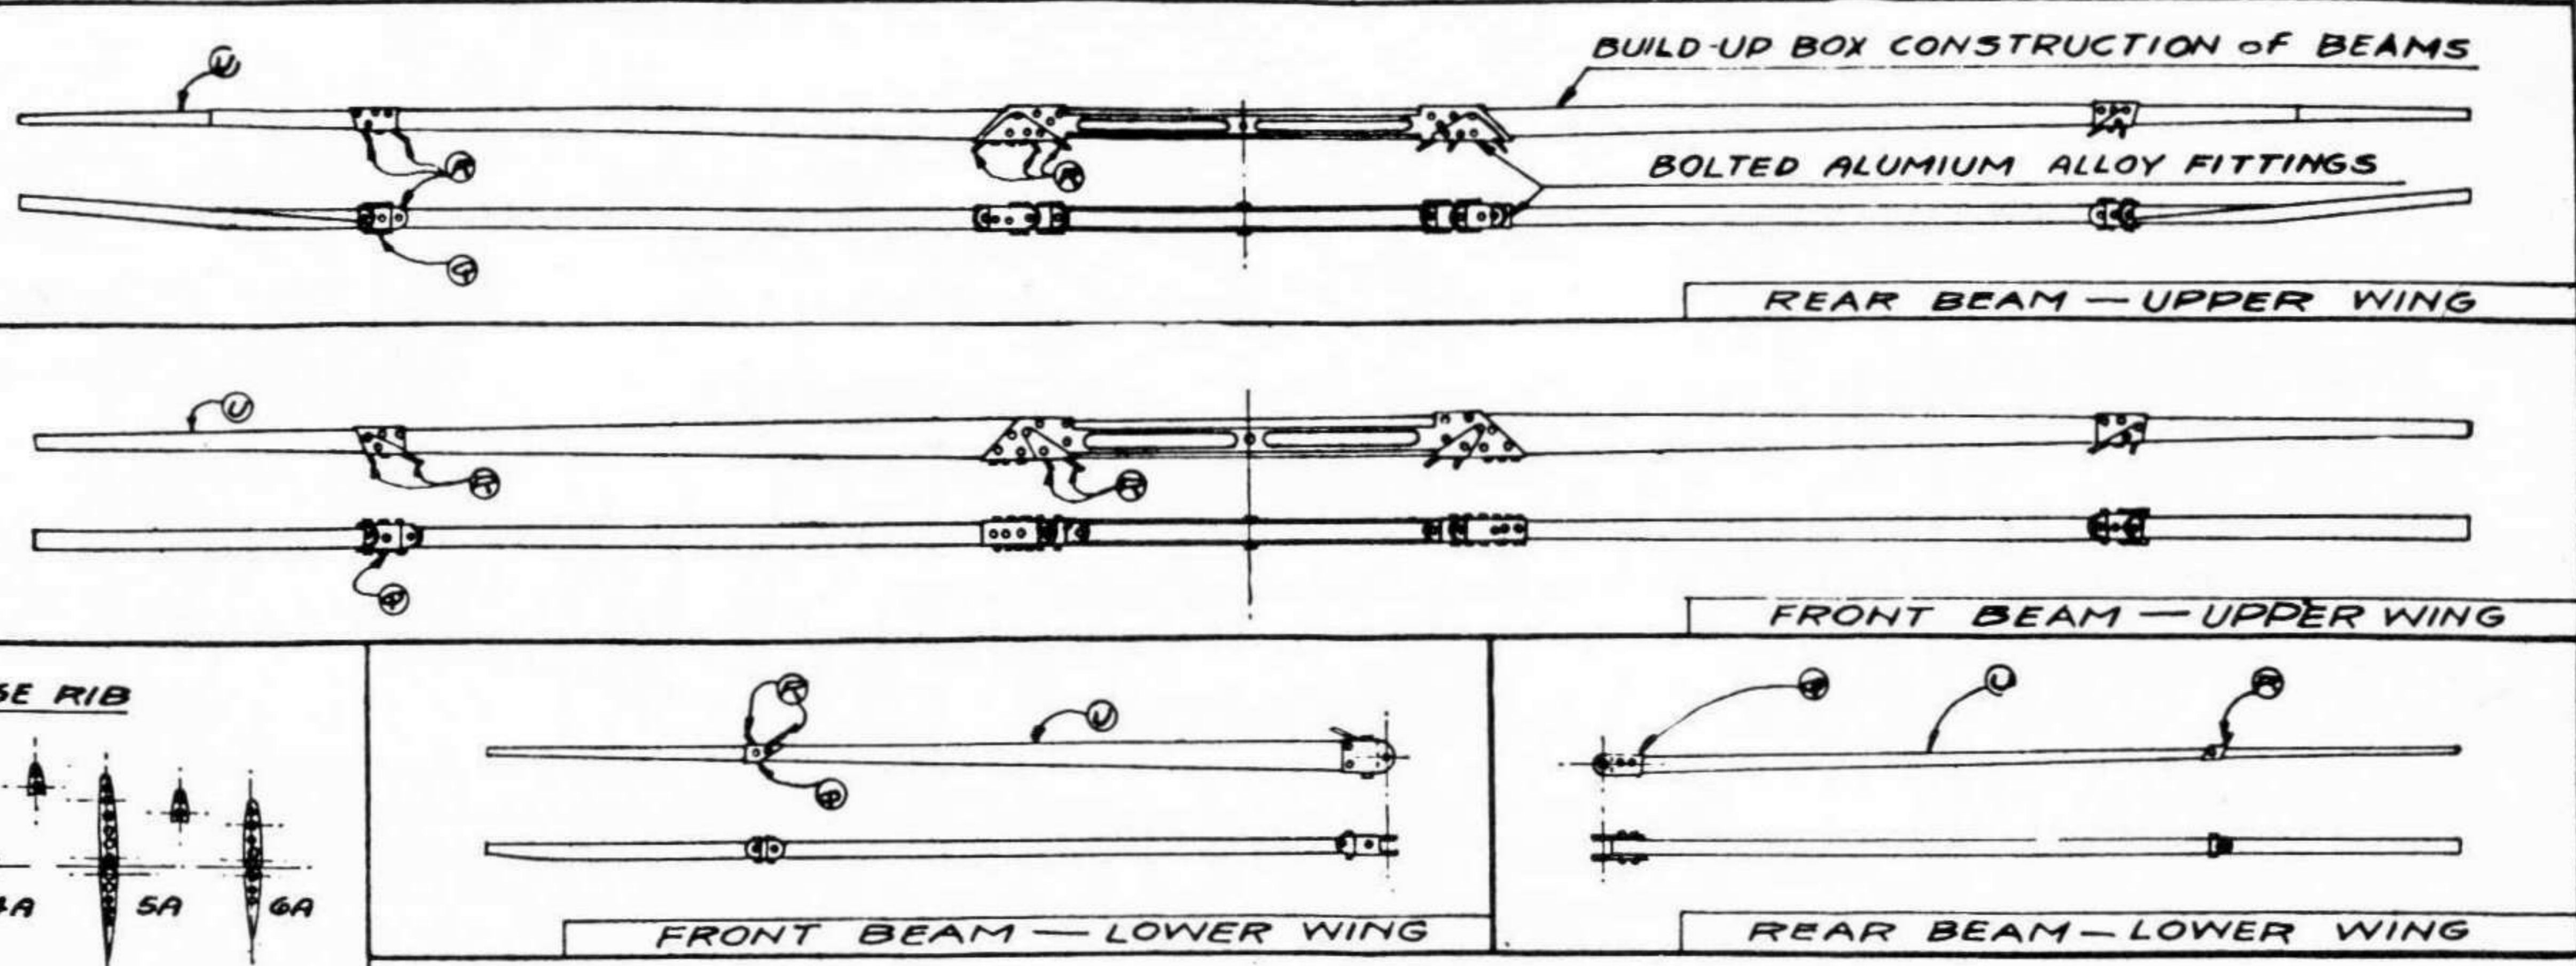 BUILD-UP BOX CONSTRUCTION of BEAMS
U
R
R
BOLTED ALUMIUM ALLOY FITTINGS
REAR BEAM — UPPER WING
U
R
R
FRONT BEAM — UPPER WING
RIB
5A
6A
R
U
FRONT BEAM — LOWER WING
U
R
REAR BEAM — LOWER WING